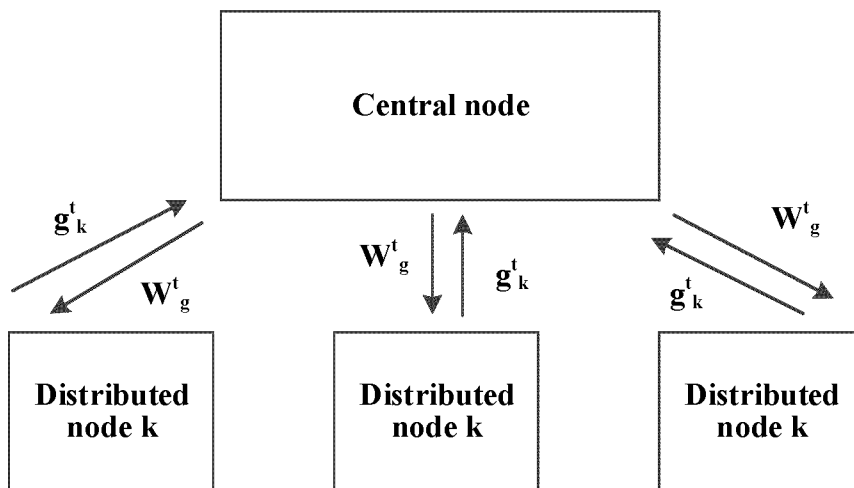 Central node
g^t_k
W^t_g
W^t_g
g^t_k
W^t_g
g^t_k
Distributed
node k
Distributed
node k
Distributed
node k